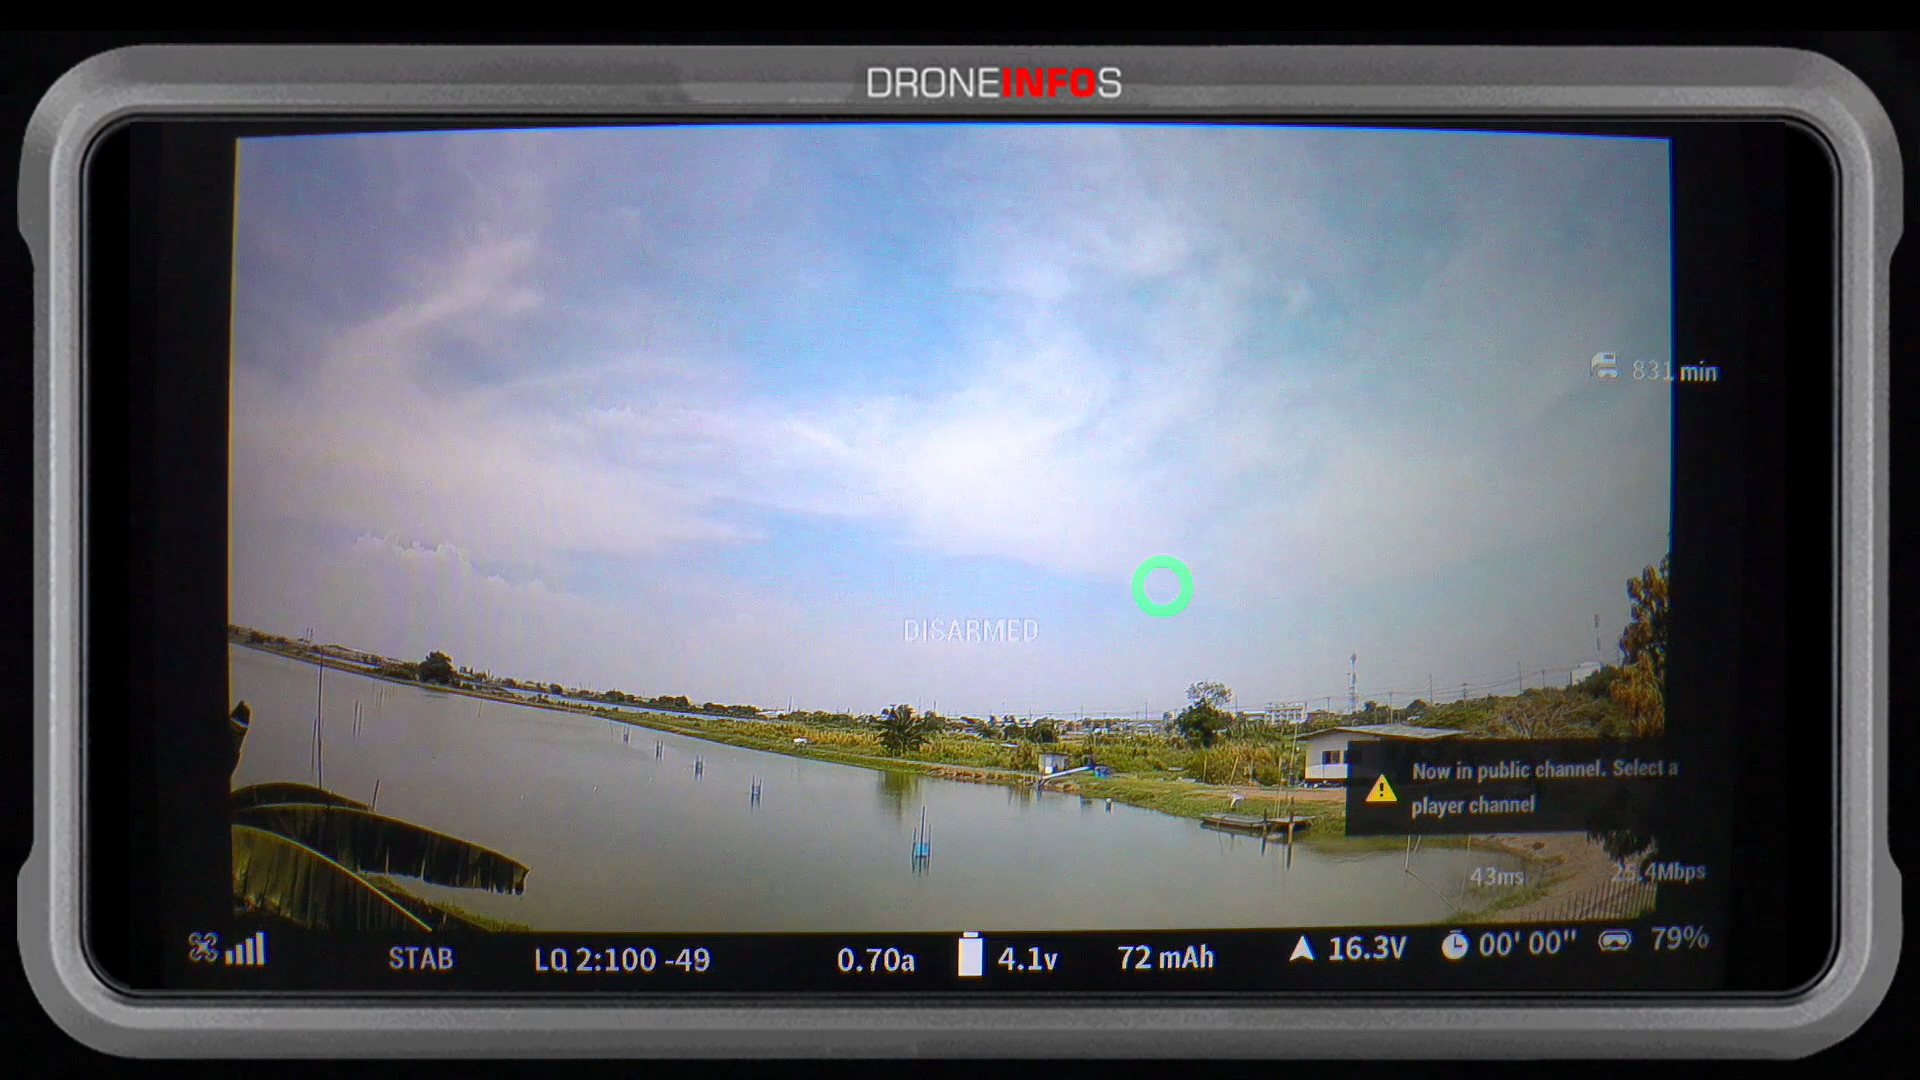 DRONEINFOS
831 min
DISARMED
Now in public channel. Select a
player channel
43ms
25.4Mbps
STAB
LQ 2:100 -49
0.70a
4.1v
72 mAh
16.3V
00' 00"
79%